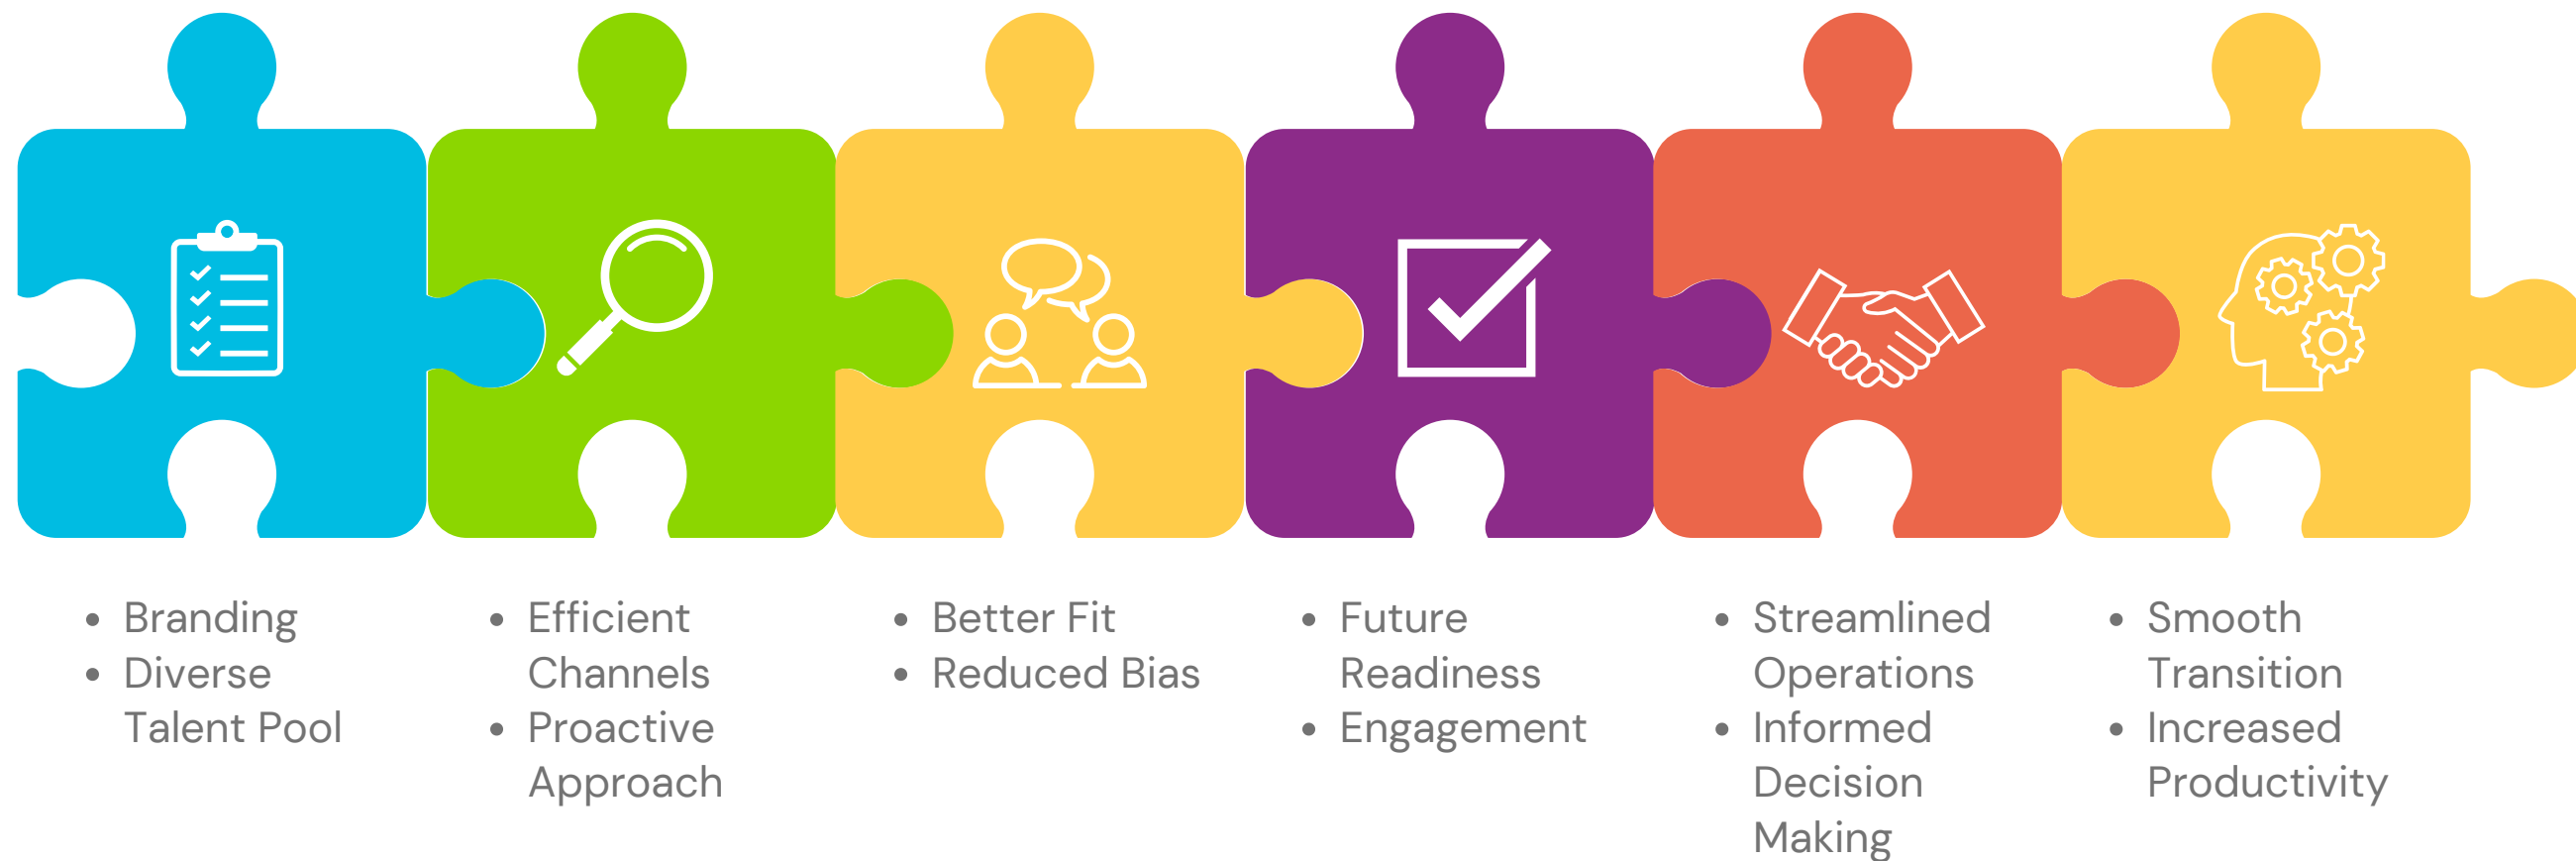 • Branding
• Diverse
Talent Pool
• Efficient
Channels
• Proactive
Approach
• Better Fit
• Reduced Bias
• Future
Readiness
• Engagement
• Streamlined
Operations
• Informed
Decision
Making
• Smooth
Transition
• Increased
Productivity